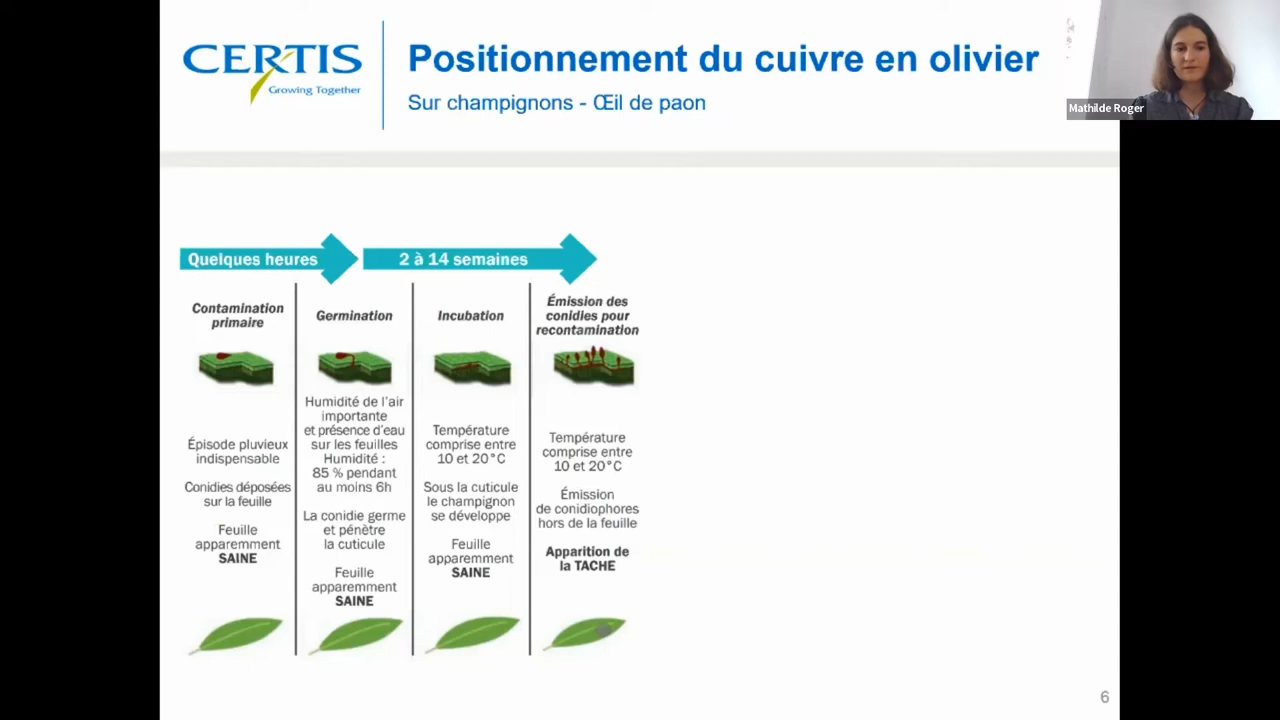 CERTIS
Growing Together
Positionnement du cuivre en olivier
Sur champignons - Œil de paon
Mathilde Roger
Quelques heures
2 à 14 semaines
Contamination
primaire
Épisode pluvieux
indispensable
Conidies déposées
sur la feuille
Feuille
apparemment
SAINE
Germination
Humidité de l'air
importante
et présence d'eau
sur les feuilles
Humidité :
85 % pendant
au moins 6h
La conidie germe
et pénètre
la cuticule
Feuille
apparemment
SAINE
Incubation
Température
comprise entre
10 et 20°C
Sous la cuticule
le champignon
se développe
Feuille
apparemment
SAINE
Émission des
conidies pour
recontamination
Température
comprise entre
10 et 20°C
Émission
de conidiophores
hors de la feuille
Apparition de
la TACHE
6